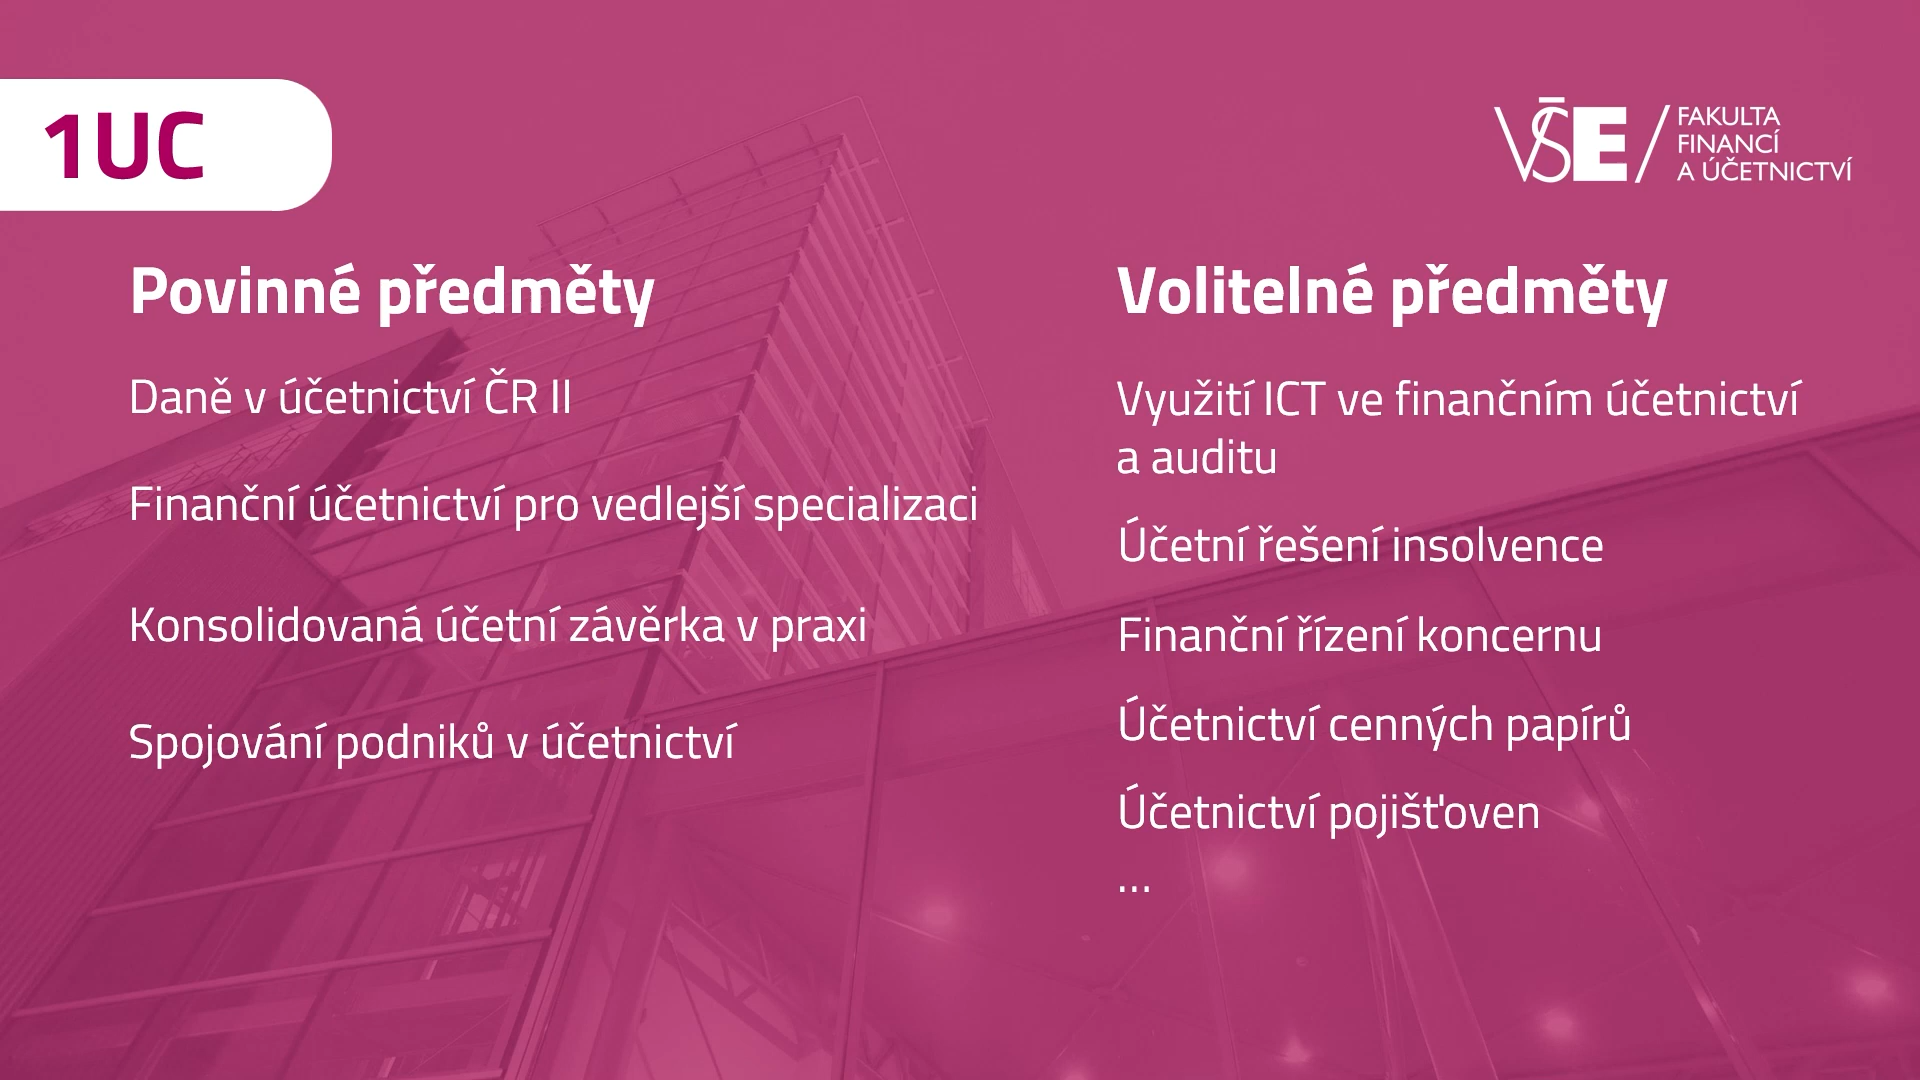 1UC
VŠE / FAKULTA
FINANCÍ
A ÚČETNICTVÍ
Povinné předměty
Daně v účetnictví ČR II
Finanční účetnictví pro vedlejší specializaci
Konsolidovaná účetní závěrka v praxi
Spojování podniků v účetnictví
Volitelné předměty
Využití ICT ve finančním účetnictví
a auditu
Účetní řešení insolvence
Finanční řízení koncernu
Účetnictví cenných papírů
Účetnictví pojišťoven
...